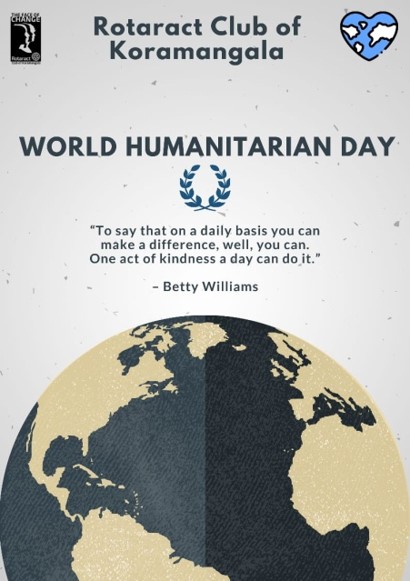 THE FACE OF
CHANGE
Rotaract
Rotaract Club of
Koramangala
WORLD HUMANITARIAN DAY
“To say that on a daily basis you can
make a difference, well, you can.
One act of kindness a day can do it.”
– Betty Williams